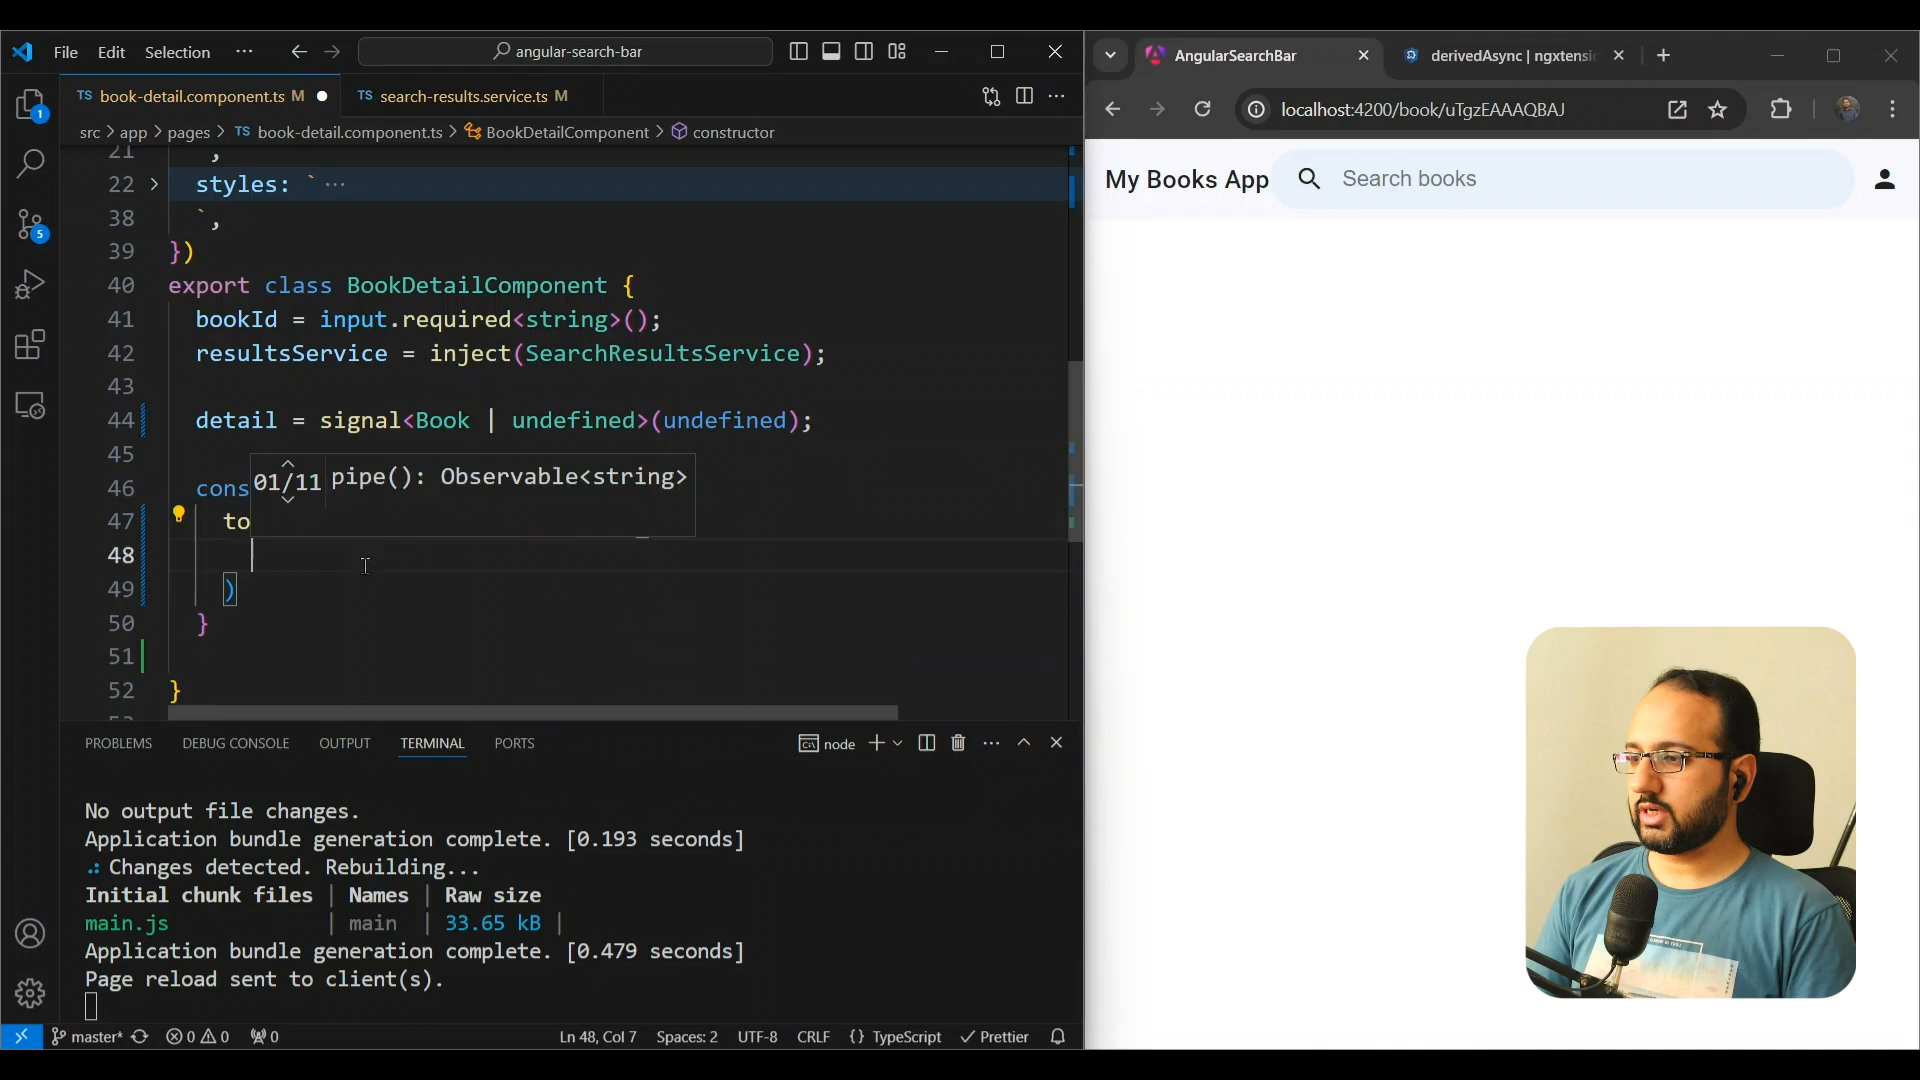 File Edit Selection ··· angular-search-bar
TS book-detail.component.ts M
TS search-results.service.ts M
src > app > pages > TS book-detail.component.ts > BookDetailComponent > constructor
21 `,
22 styles: ` ···
38 `,
39 })
40 export class BookDetailComponent {
41 bookId = input.required<string>();
42 resultsService = inject(SearchResultsService);
43
44 detail = signal<Book | undefined>(undefined);
45
46 cons
01/11 pipe(): Observable<string>
47 to
48
49 )
50 }
51
52 }
PROBLEMS DEBUG CONSOLE OUTPUT TERMINAL PORTS
node
No output file changes.
Application bundle generation complete. [0.193 seconds]
Changes detected. Rebuilding...
Initial chunk files | Names | Raw size
main.js | main | 33.65 kB |
Application bundle generation complete. [0.479 seconds]
Page reload sent to client(s).
master* 0 0 0 Ln 48, Col 7 Spaces: 2 UTF-8 CRLF {} TypeScript Prettier
1
5
AngularSearchBar
derivedAsync | ngxtensi
localhost:4200/book/uTgzEAAAQBAJ
My Books App
Search books